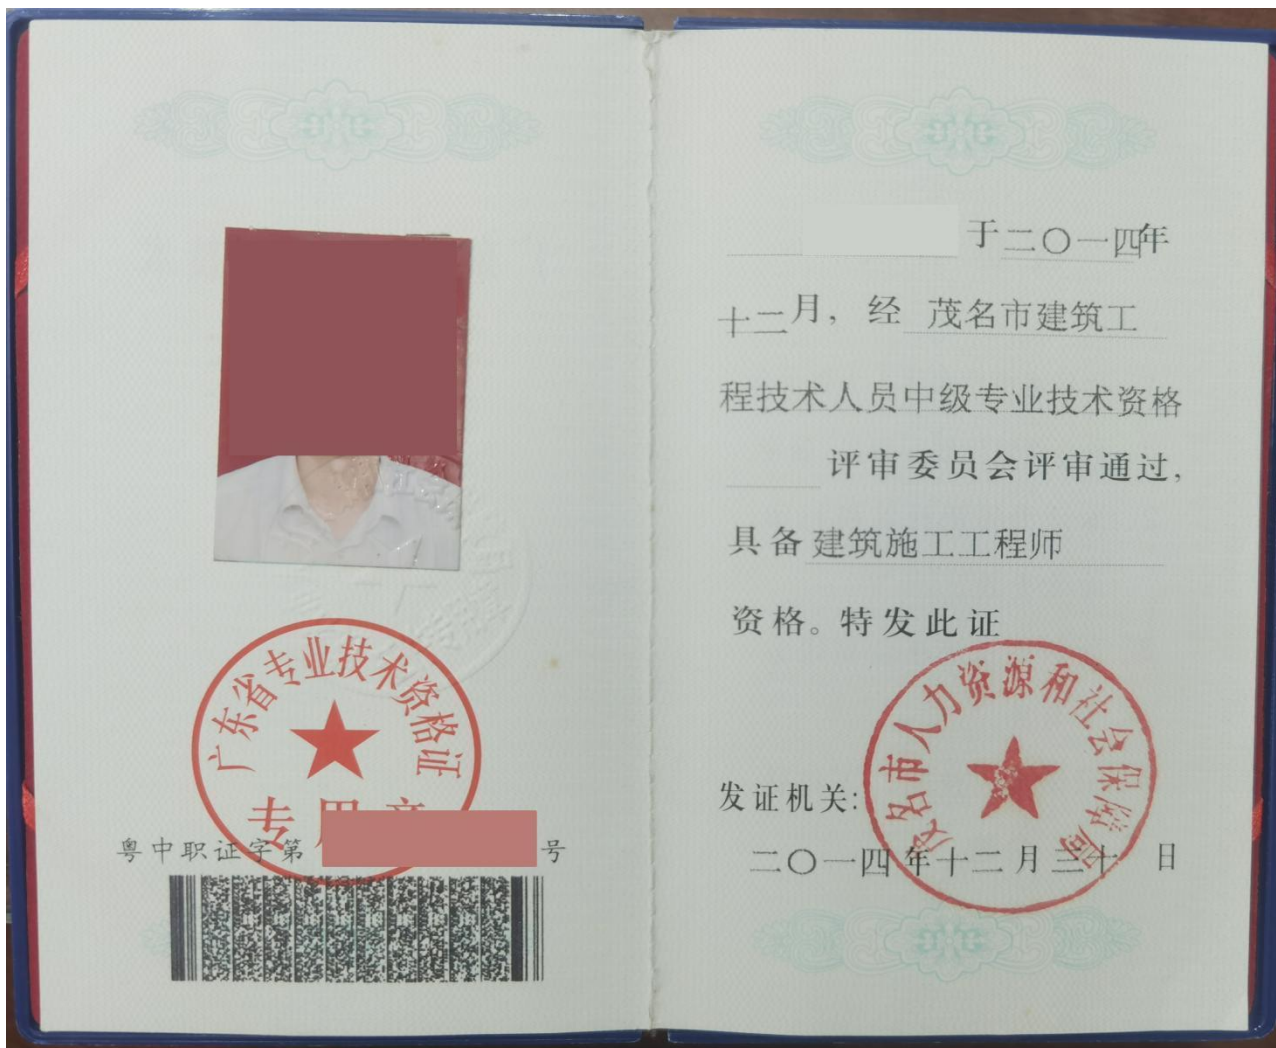 广东省专业技术资格证
专用章
粤中职证字第
号
于二〇一四年
十二月，经 茂名市建筑工
程技术人员中级专业技术资格
评审委员会评审通过，
具备 建筑施工工程师
资格。特发此证
茂名市人力资源和社会保障局
发证机关：
二〇一四年十二月三十日